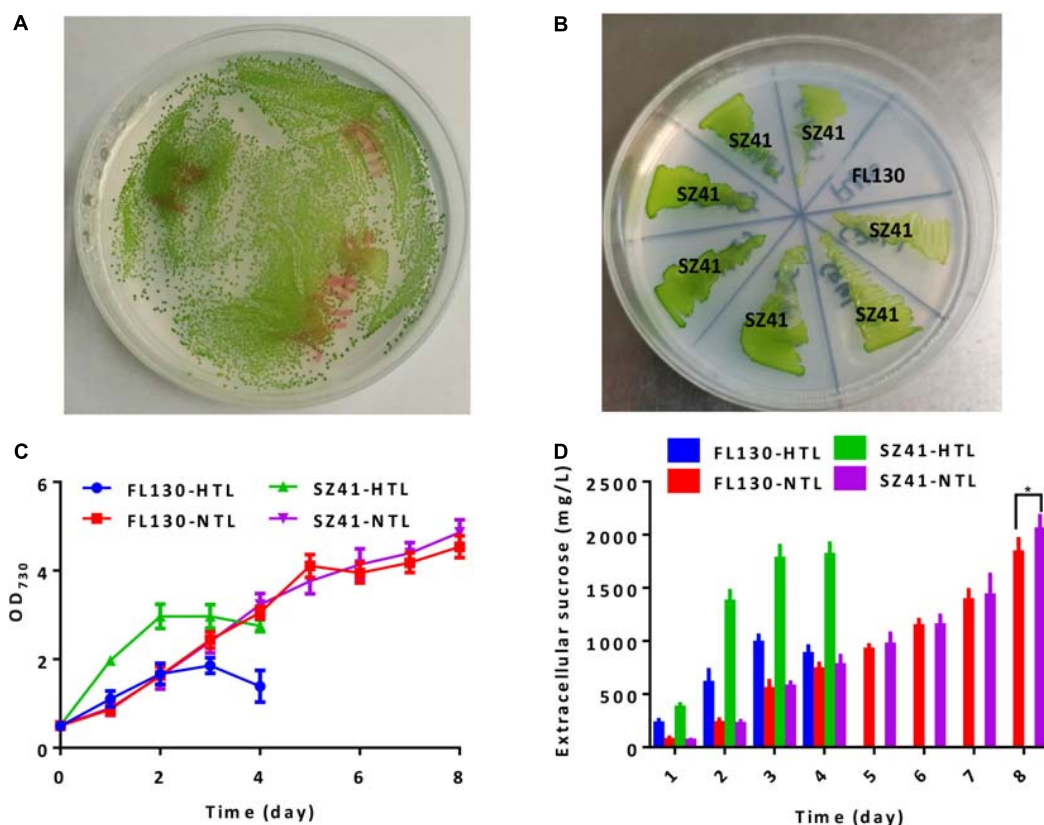 A
B
SZ41
SZ41
SZ41
FL130
SZ41
SZ41
SZ41
SZ41
C
FL130-HTL
SZ41-HTL
FL130-NTL
SZ41-NTL
OD730
6
4
2
0
0
2
4
6
8
Time (day)
D
FL130-HTL
SZ41-HTL
FL130-NTL
SZ41-NTL
Extracellular sucrose (mg/L)
2500
2000
1500
1000
500
0
*
1
2
3
4
5
6
7
8
Time (day)